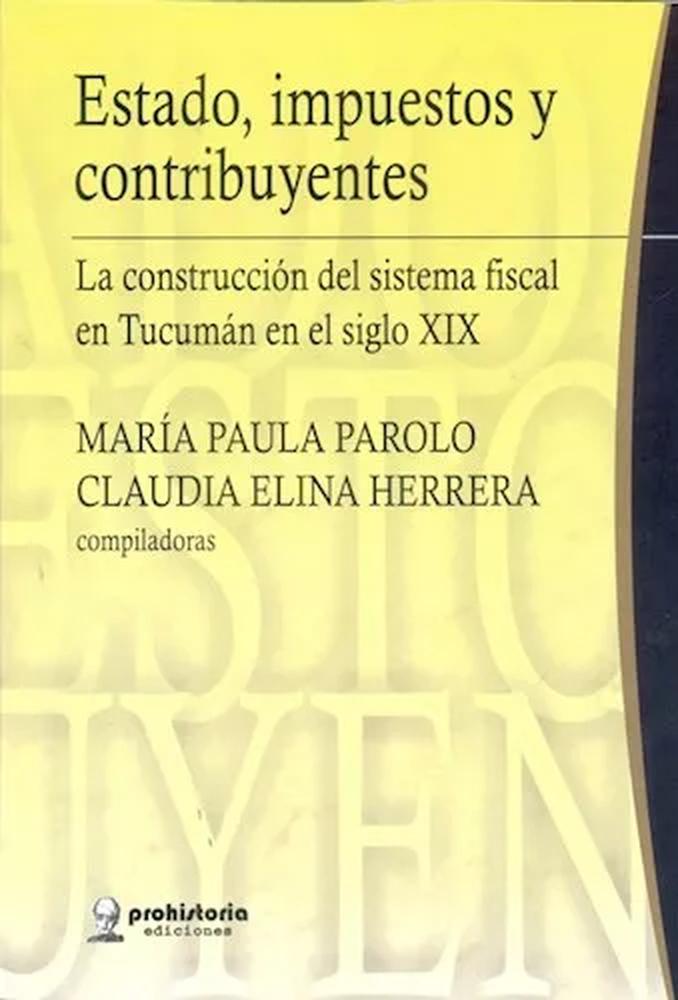 Estado, impuestos y
contribuyentes
La construcción del sistema fiscal
en Tucumán en el siglo XIX
MARÍA PAULA PAROLO
CLAUDIA ELINA HERRERA
compiladoras
prohistoria
ediciones